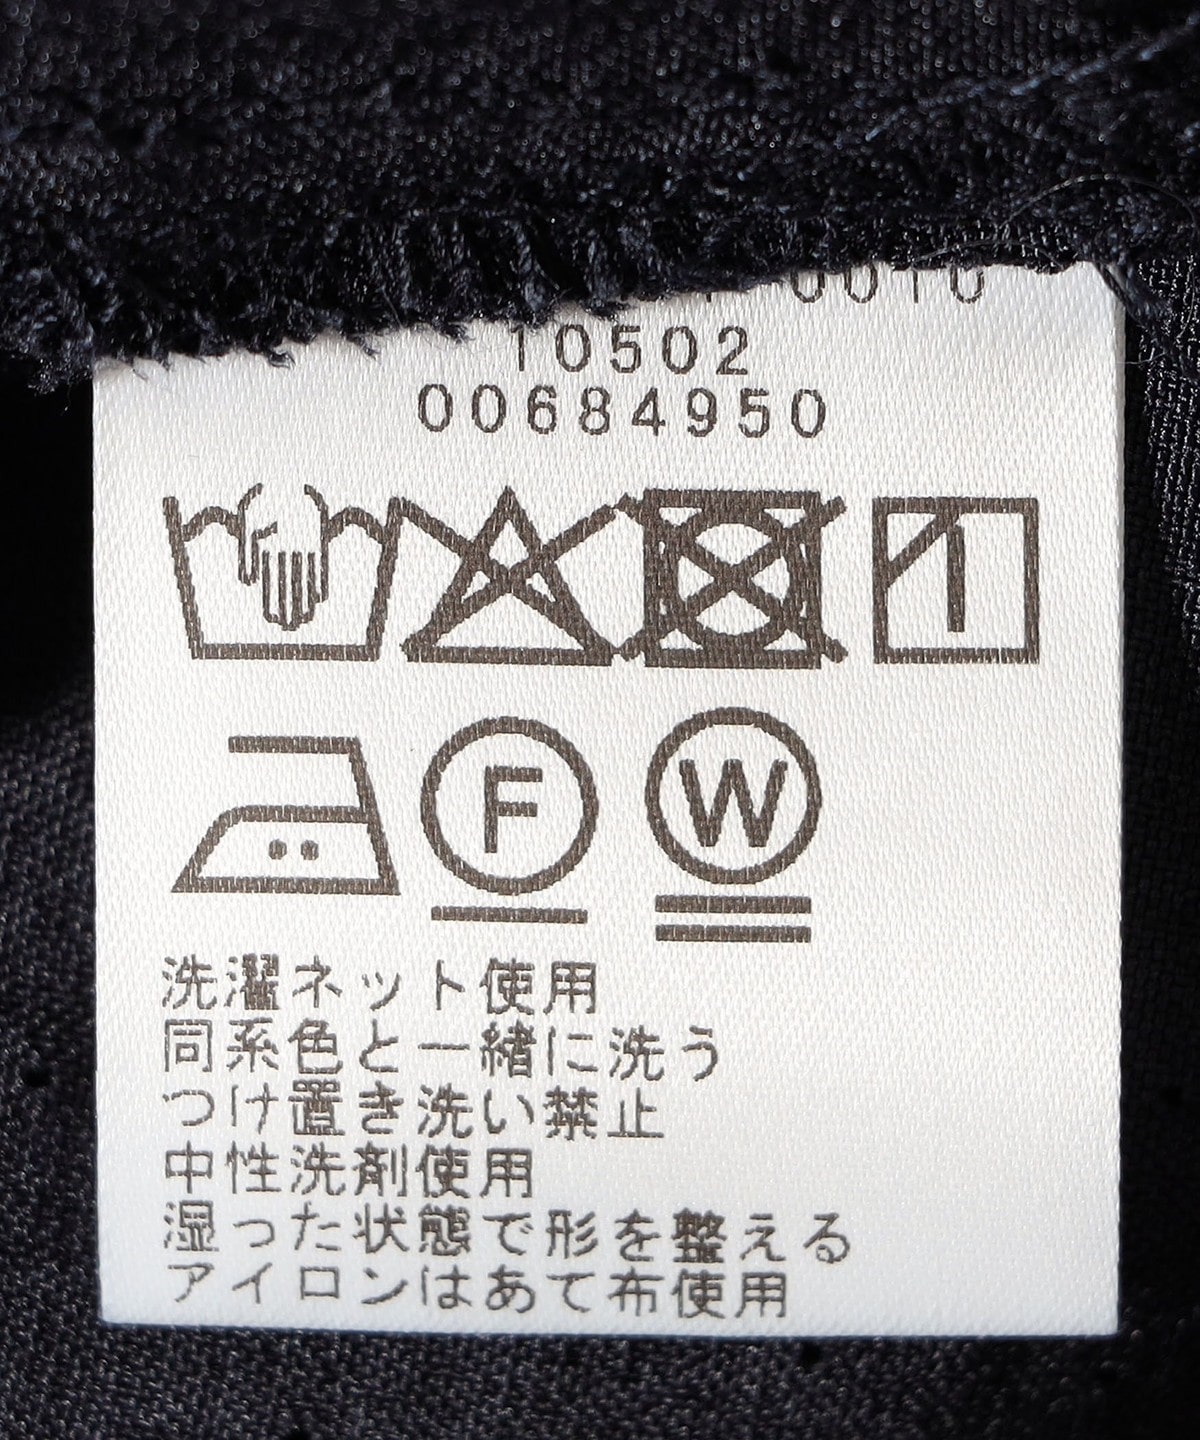 0010
10502
00684950
F W
洗濯ネット使用
同系色と一緒に洗う
つけ置き洗い禁止
中性洗剤使用
湿った状態で形を整える
アイロンはあて布使用